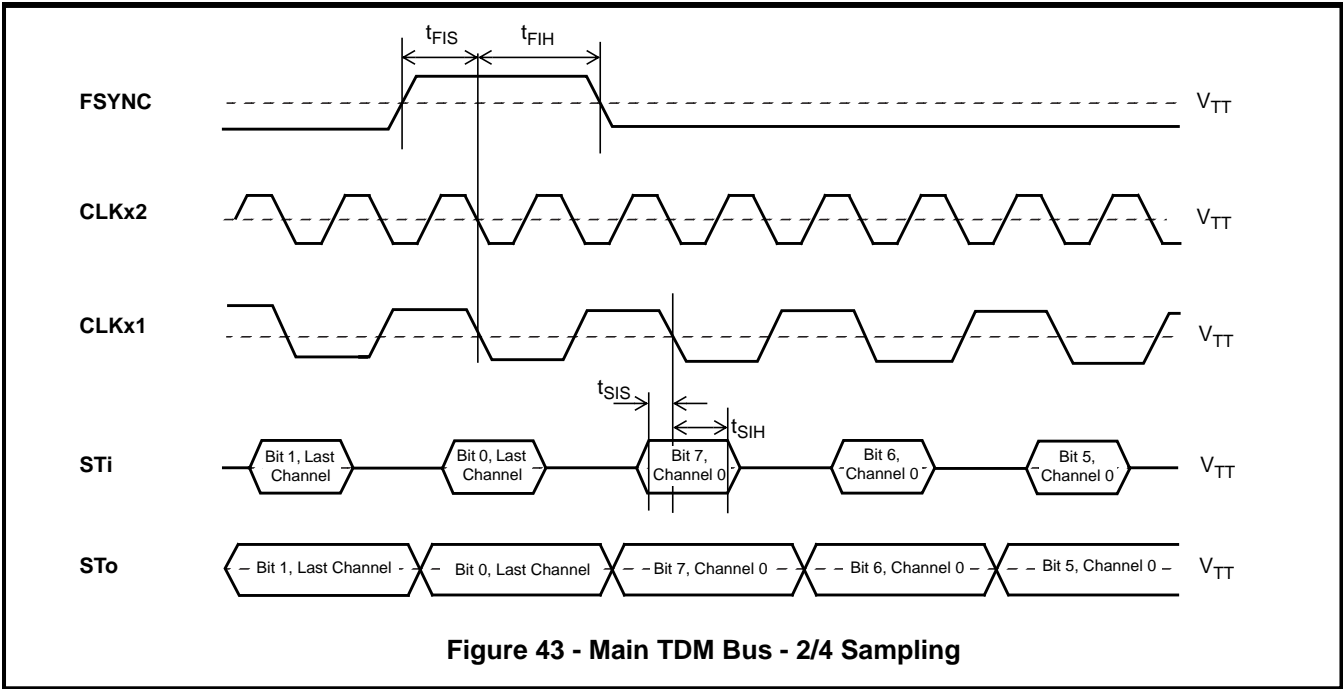 tFIS tFIH
FSYNC VTT
CLKx2 VTT
CLKx1 VTT
tSIS
tSIH
STi Bit 1, Last Channel Bit 0, Last Channel Bit 7, Channel 0 Bit 6, Channel 0 Bit 5, Channel 0 VTT
STo Bit 1, Last Channel Bit 0, Last Channel Bit 7, Channel 0 Bit 6, Channel 0 Bit 5, Channel 0 VTT
Figure 43 - Main TDM Bus - 2/4 Sampling